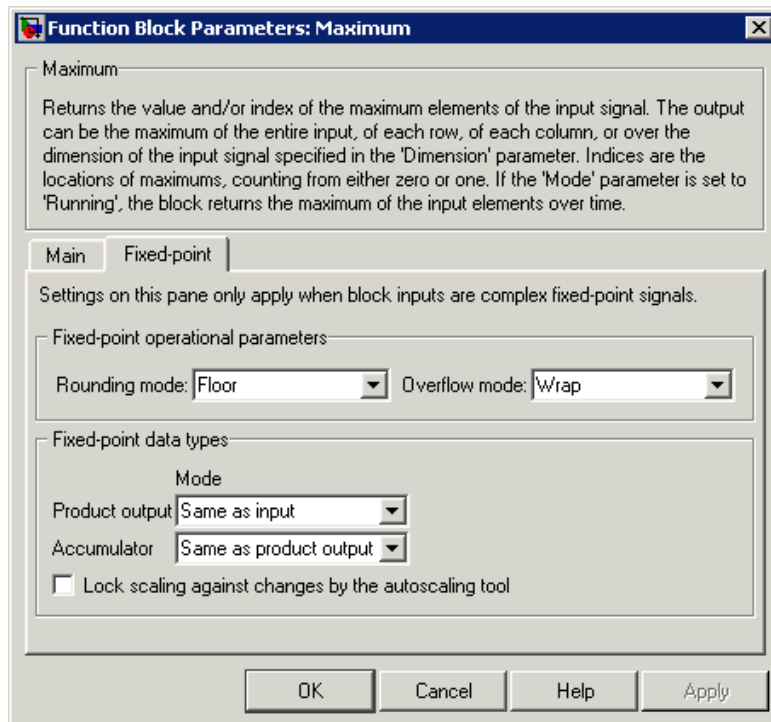 Function Block Parameters: Maximum
Maximum
Returns the value and/or index of the maximum elements of the input signal. The output
can be the maximum of the entire input, of each row, of each column, or over the
dimension of the input signal specified in the 'Dimension' parameter. Indices are the
locations of maximums, counting from either zero or one. If the 'Mode' parameter is set to
'Running', the block returns the maximum of the input elements over time.
Main Fixed-point
Settings on this pane only apply when block inputs are complex fixed-point signals.
Fixed-point operational parameters
Rounding mode: Floor Overflow mode: Wrap
Fixed-point data types
Mode
Product output Same as input
Accumulator Same as product output
Lock scaling against changes by the autoscaling tool
OK Cancel Help Apply